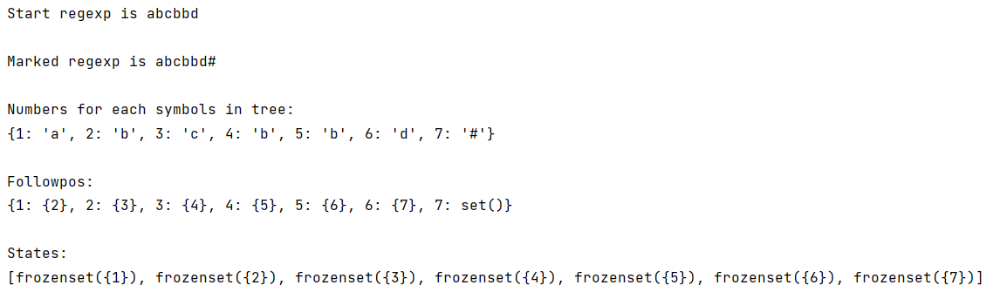 Start regexp is abcbbd
Marked regexp is abcbbd#
Numbers for each symbols in tree:
{1: 'a', 2: 'b', 3: 'c', 4: 'b', 5: 'b', 6: 'd', 7: '#'}
Followpos:
{1: {2}, 2: {3}, 3: {4}, 4: {5}, 5: {6}, 6: {7}, 7: set()}
States:
[frozenset({1}), frozenset({2}), frozenset({3}), frozenset({4}), frozenset({5}), frozenset({6}), frozenset({7})]